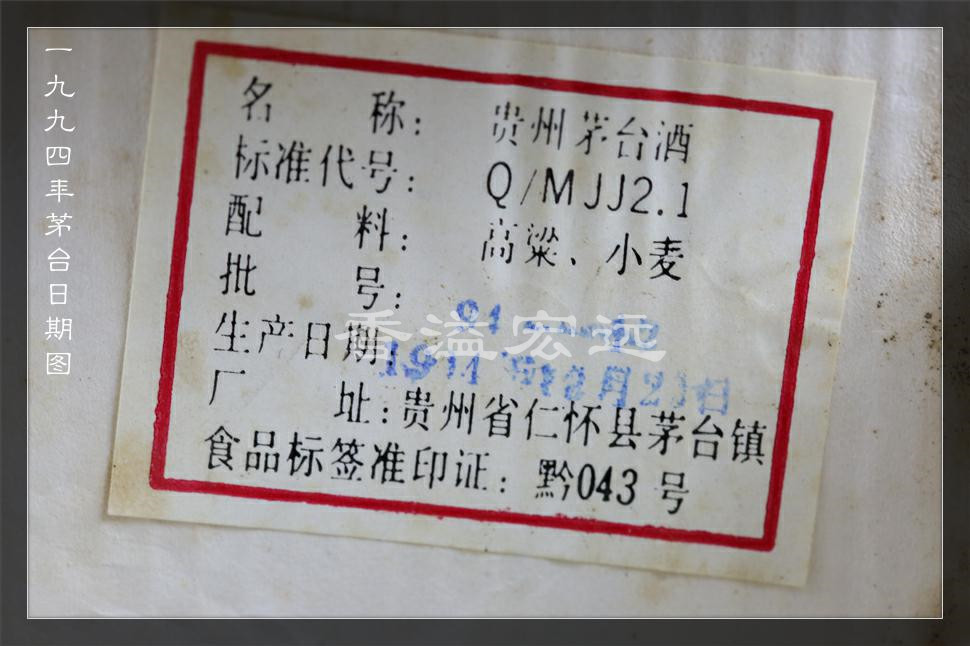 一九九四年茅台日期图
名 称: 贵州茅台酒
标准代号: Q/MJJ2.1
配 料: 高粱、小麦
批 号:
生产日期:
厂 址:贵州省仁怀县茅台镇
食品标签准印证: 黔043 号
香溢宏远